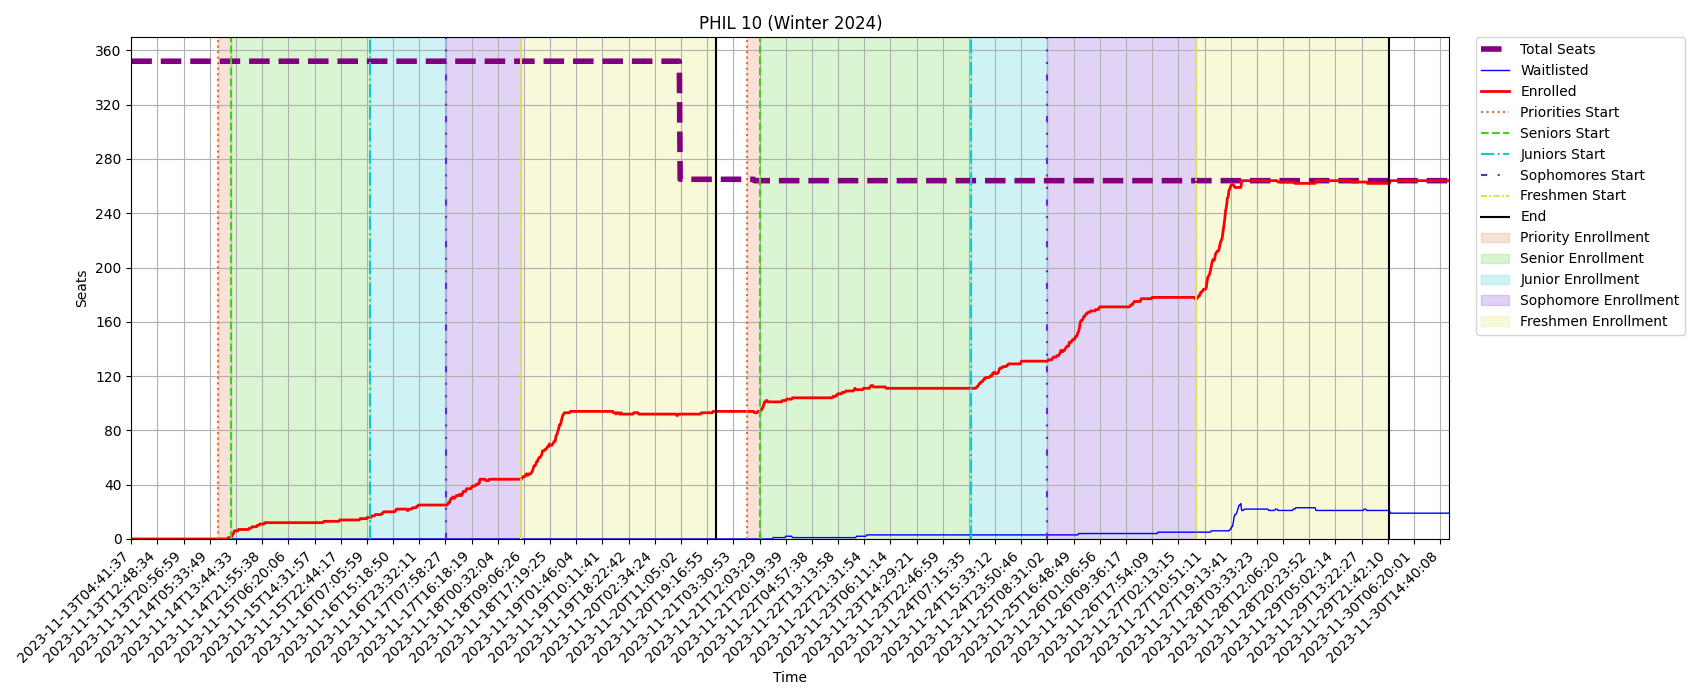 PHIL 10 (Winter 2024)
Seats
360
320
280
240
200
160
120
80
40
0
2023-11-13T04:41:37
2023-11-13T12:48:34
2023-11-13T20:56:59
2023-11-14T05:33:49
2023-11-14T13:44:33
2023-11-14T21:55:38
2023-11-15T06:20:06
2023-11-15T14:31:57
2023-11-15T22:44:17
2023-11-16T07:05:59
2023-11-16T15:18:50
2023-11-16T23:32:11
2023-11-17T07:58:27
2023-11-17T16:18:19
2023-11-18T00:32:04
2023-11-18T09:06:26
2023-11-18T17:19:25
2023-11-19T01:46:04
2023-11-19T10:11:41
2023-11-19T18:22:42
2023-11-20T02:34:24
2023-11-20T11:05:02
2023-11-20T19:16:55
2023-11-21T03:30:53
2023-11-21T12:03:29
2023-11-21T20:19:39
2023-11-22T04:57:38
2023-11-22T13:13:58
2023-11-22T21:31:54
2023-11-23T06:11:14
2023-11-23T14:29:21
2023-11-23T22:46:59
2023-11-24T07:15:35
2023-11-24T15:33:12
2023-11-24T23:50:46
2023-11-25T08:31:02
2023-11-25T16:48:49
2023-11-26T01:06:56
2023-11-26T09:36:17
2023-11-26T17:54:09
2023-11-27T02:13:15
2023-11-27T10:51:11
2023-11-27T19:13:41
2023-11-28T03:33:23
2023-11-28T12:06:20
2023-11-28T20:23:52
2023-11-29T05:02:14
2023-11-29T13:22:27
2023-11-29T21:42:10
2023-11-30T06:20:01
2023-11-30T14:40:08
Time
Total Seats
Waitlisted
Enrolled
Priorities Start
Seniors Start
Juniors Start
Sophomores Start
Freshmen Start
End
Priority Enrollment
Senior Enrollment
Junior Enrollment
Sophomore Enrollment
Freshmen Enrollment